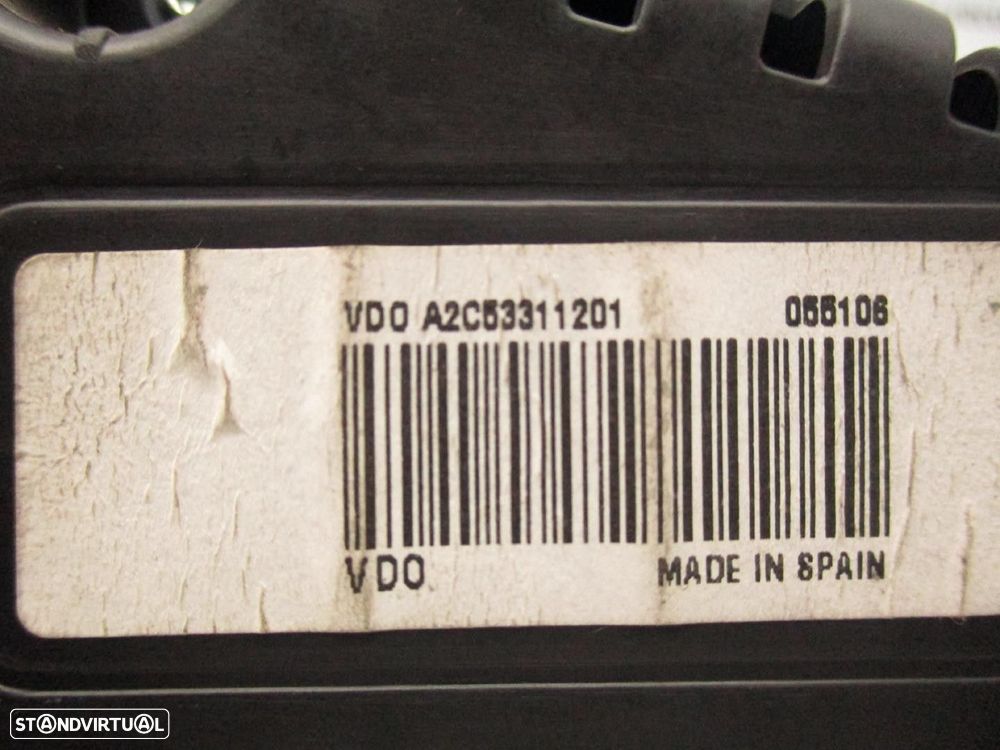 VDO A2C53311201 055106
VDO MADE IN SPAIN
STANDVIRTUAL